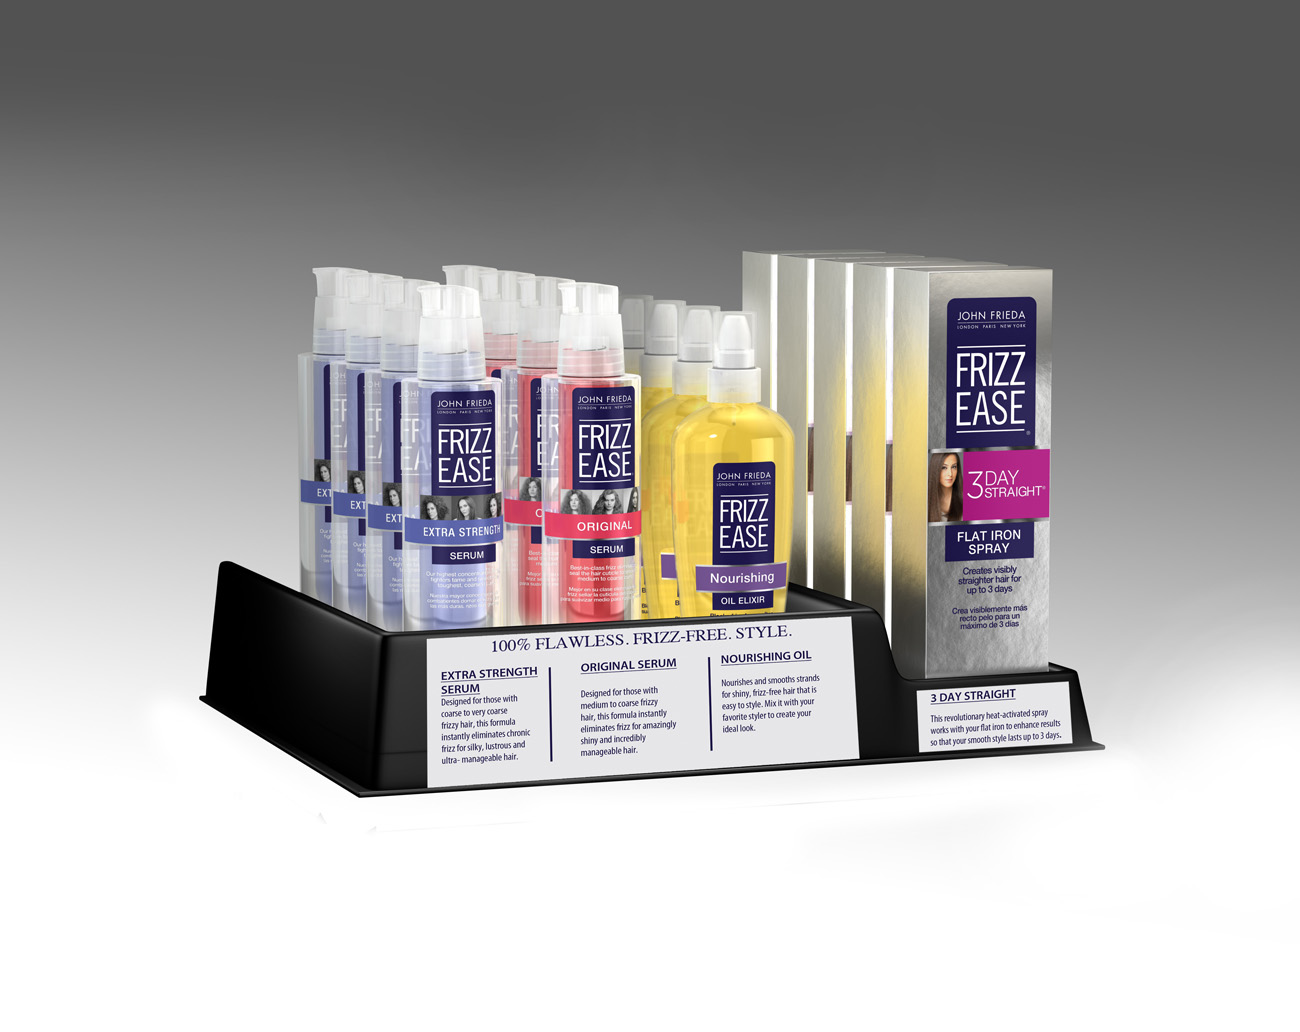 JOHN FRIEDA
LONDON PARIS NEW YORK
FRIZZ
EASE
EXTRA STRENGTH
SERUM
JOHN FRIEDA
LONDON PARIS NEW YORK
FRIZZ
EASE
ORIGINAL
SERUM
JOHN FRIEDA
LONDON PARIS NEW YORK
FRIZZ
EASE
Nourishing
OIL ELIXIR
JOHN FRIEDA
LONDON PARIS NEW YORK
FRIZZ
EASE®
3 DAY
STRAIGHT®
FLAT IRON
SPRAY
Creates visibly
straighter hair for
up to 3 days
Crea visiblemente más
recto pelo para un
máximo de 3 dias
100% FLAWLESS. FRIZZ-FREE. STYLE.
EXTRA STRENGTH
SERUM
Designed for those with
coarse to very coarse
frizzy hair, this formula
instantly eliminates chronic
frizz for silky, lustrous and
ultra- manageable hair.
ORIGINAL SERUM
Designed for those with
medium to coarse frizzy
hair, this formula instantly
eliminates frizz for amazingly
shiny and incredibly
manageable hair.
NOURISHING OIL
Nourishes and smooths strands
for shiny, frizz-free hair that is
easy to style. Mix it with your
favorite styler to create your
ideal look.
3 DAY STRAIGHT
This revolutionary heat-activated spray
works with your flat iron to enhance results
so that your smooth style lasts up to 3 days.